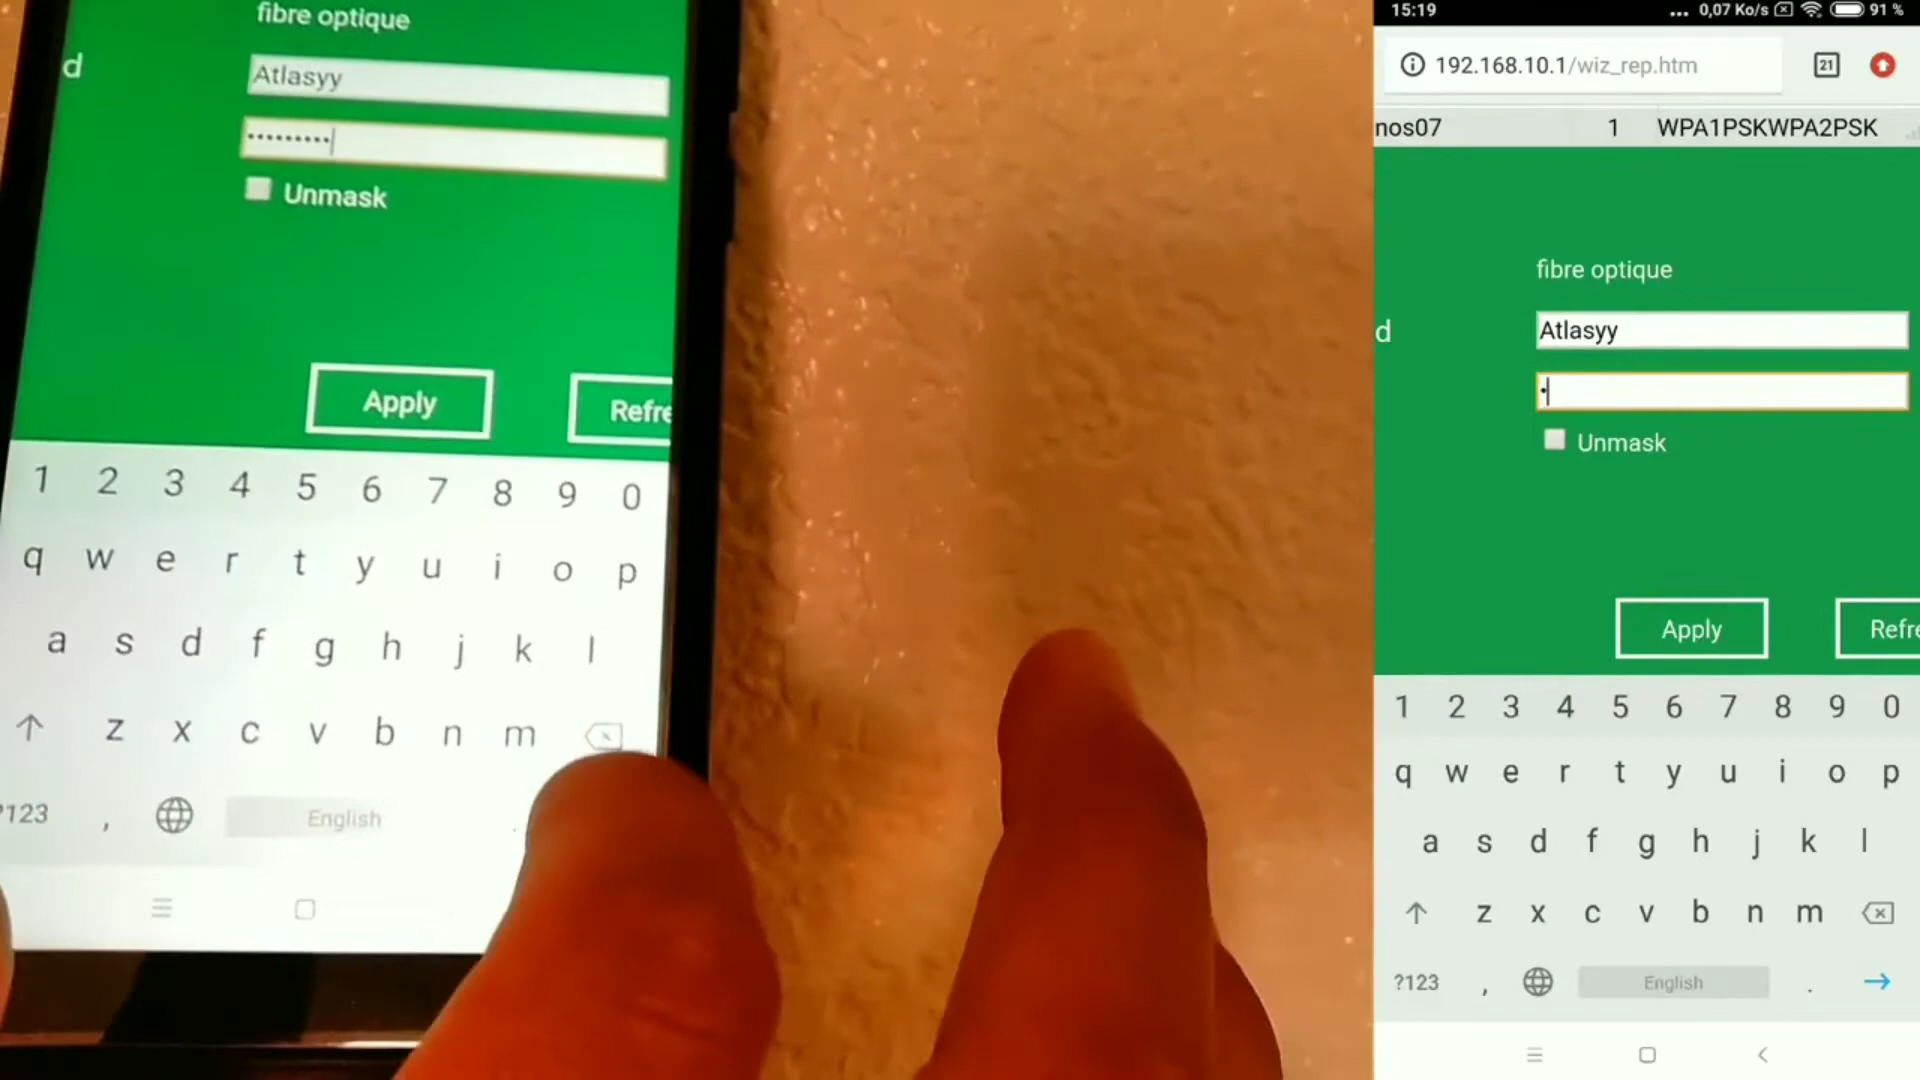 fibre optique
d
Atlasyy
•••••••••
Unmask
Apply
Refre
1 2 3 4 5 6 7 8 9 0
q w e r t y u i o p
a s d f g h j k l
z x c v b n m
?123 , English .
15:19 ... 0,07 Ko/s 91 %
192.168.10.1/wiz_rep.htm 21
nos07 1 WPA1PSKWPA2PSK
fibre optique
d
Atlasyy
•
Unmask
Apply
Refre
1 2 3 4 5 6 7 8 9 0
q w e r t y u i o p
a s d f g h j k l
z x c v b n m
?123 , English .